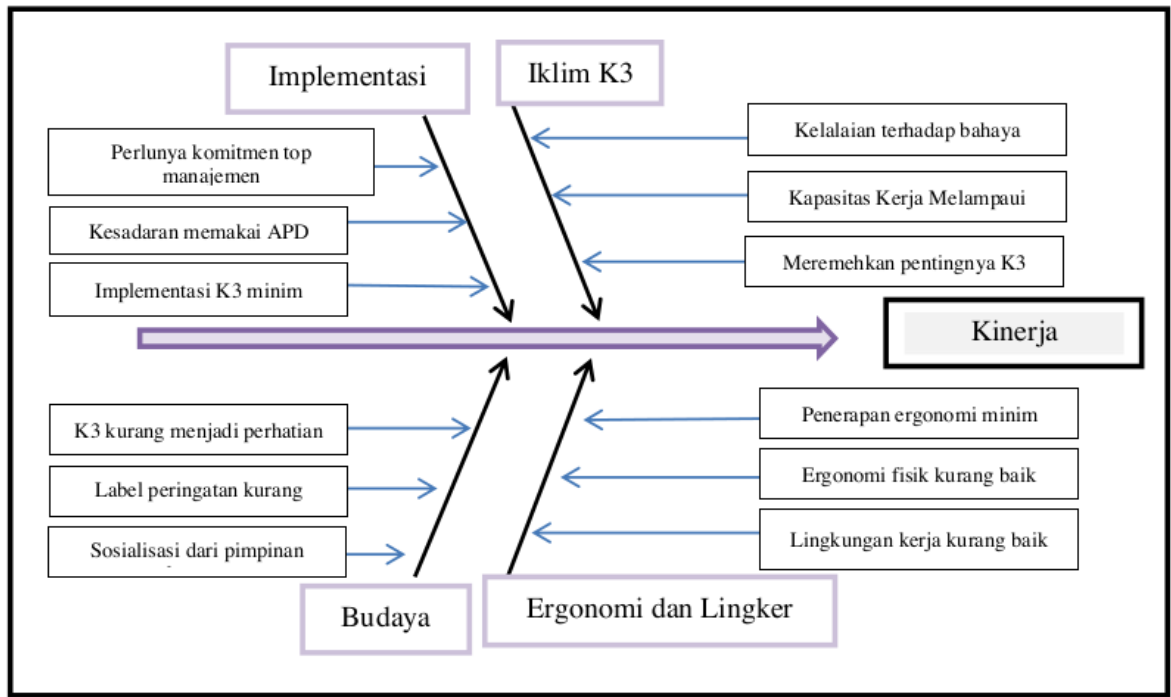 Implementasi
Iklim K3
Perlunya komitmen top
manajemen
Kesadaran memakai APD
Implementasi K3 minim
Kelalaian terhadap bahaya
Kapasitas Kerja Melampaui
Meremehkan pentingnya K3
Kinerja
K3 kurang menjadi perhatian
Label peringatan kurang
Sosialisasi dari pimpinan
Penerapan ergonomi minim
Ergonomi fisik kurang baik
Lingkungan kerja kurang baik
Budaya
Ergonomi dan Lingker